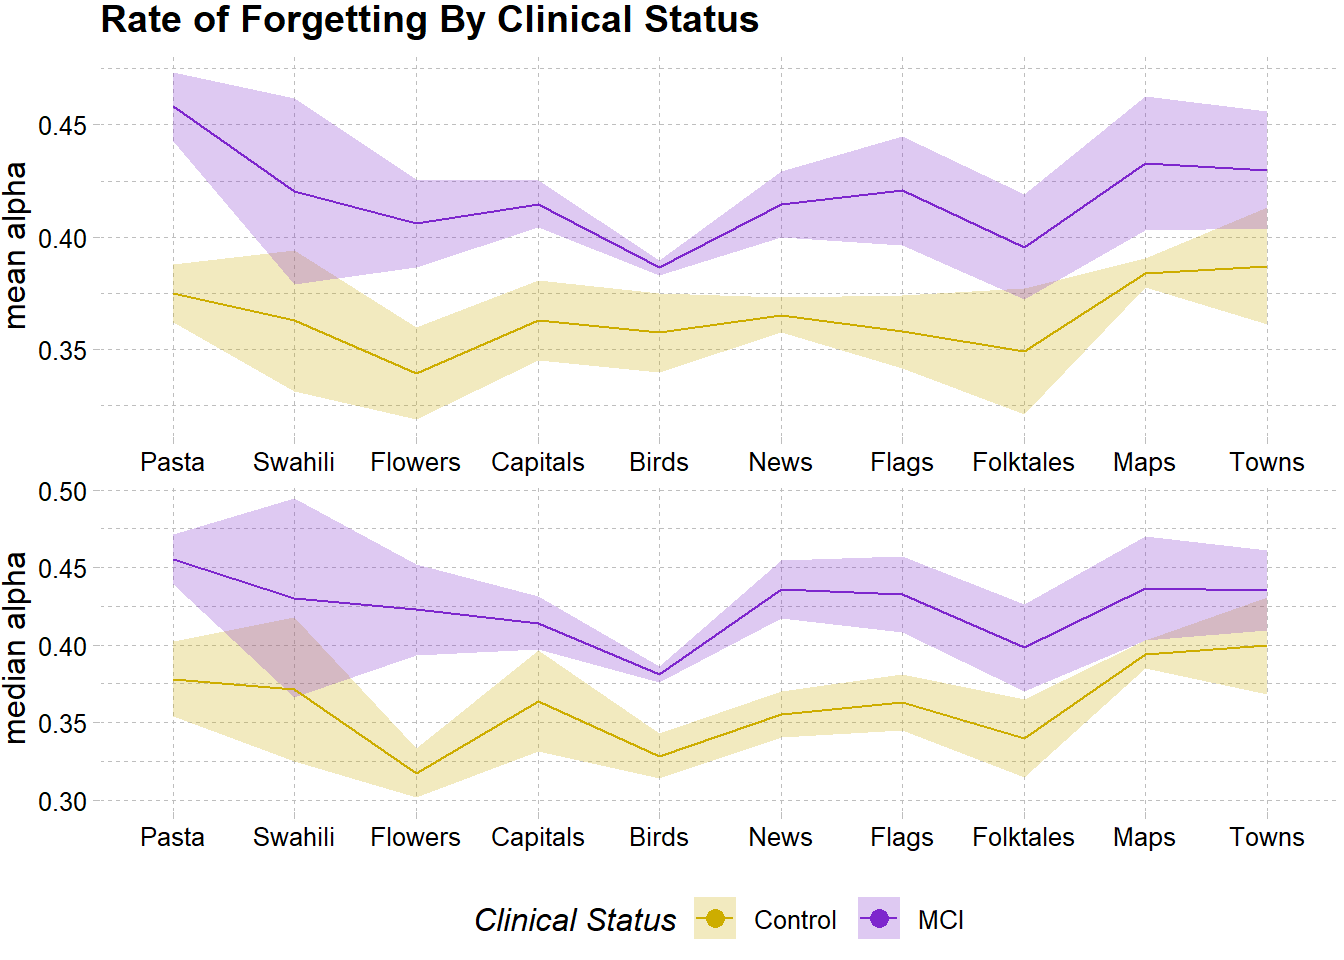 Rate of Forgetting By Clinical Status
mean alpha
0.45
0.40
0.35
Pasta Swahili Flowers Capitals Birds News Flags Folktales Maps Towns
median alpha
0.50
0.45
0.40
0.35
0.30
Pasta Swahili Flowers Capitals Birds News Flags Folktales Maps Towns
Clinical Status Control MCI